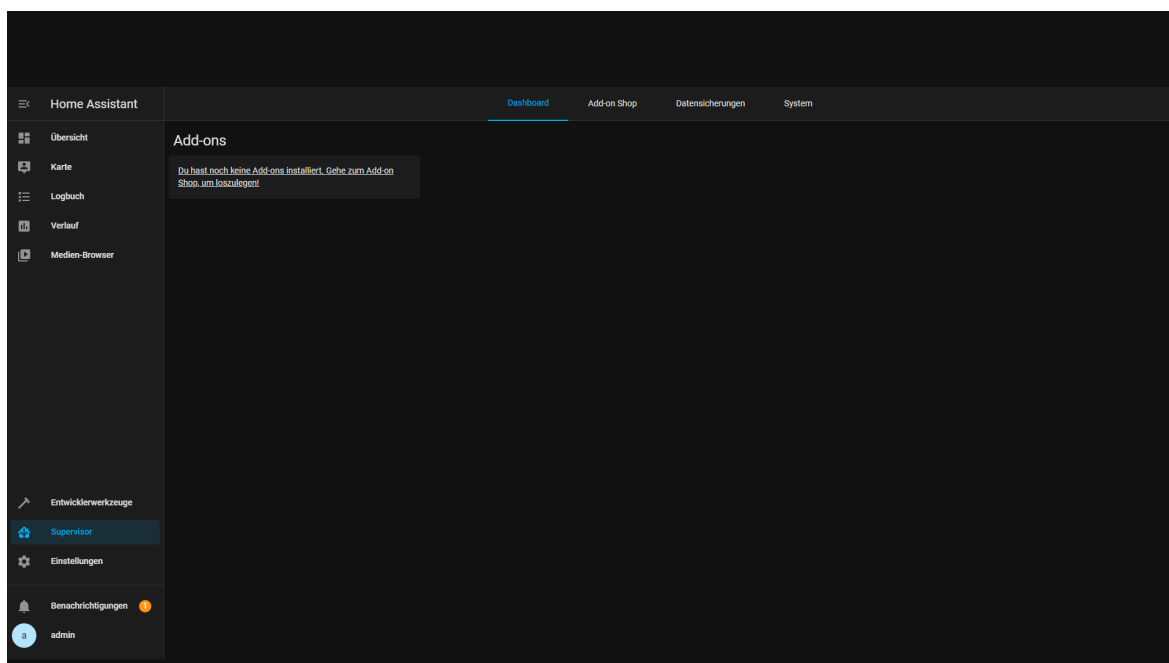 Home Assistant
Dashboard
Add-on Shop
Datensicherungen
System
Übersicht
Karte
Logbuch
Verlauf
Medien-Browser
Add-ons
Du hast noch keine Add-ons installiert. Gehe zum Add-on
Shop, um loszulegen!
Entwicklerwerkzeuge
Supervisor
Einstellungen
Benachrichtigungen 1
a admin